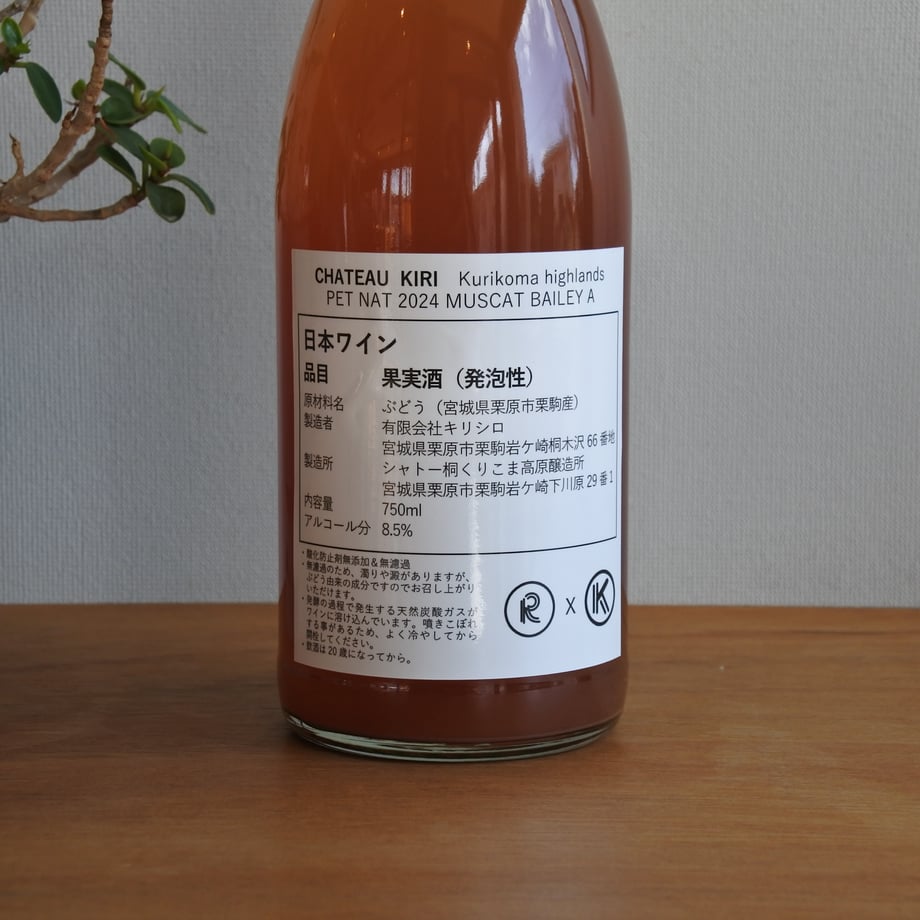 CHATEAU KIRI Kurikoma highlands
PET NAT 2024 MUSCAT BAILEY A
日本ワイン
品目 果実酒（発泡性）
原材料名 ぶどう（宮城県栗原市栗駒産）
製造者 有限会社キリシロ
宮城県栗原市栗駒岩ケ崎桐木沢 66 番地
製造所 シャトー桐くりこま高原醸造所
宮城県栗原市栗駒岩ケ崎下川原 29 番 1
内容量 750ml
アルコール分 8.5%
・酸化防止剤無添加＆無濾過
・無濾過のため、濁りや澱がありますが、
ぶどう由来の成分ですのでお召し上がり
いただけます。
・発酵の過程で発生する天然炭酸ガスが
ワインに溶け込んでいます。噴きこぼれ
する事があるため、よく冷やしてから
開栓してください。
・飲酒は 20 歳になってから。
R X K